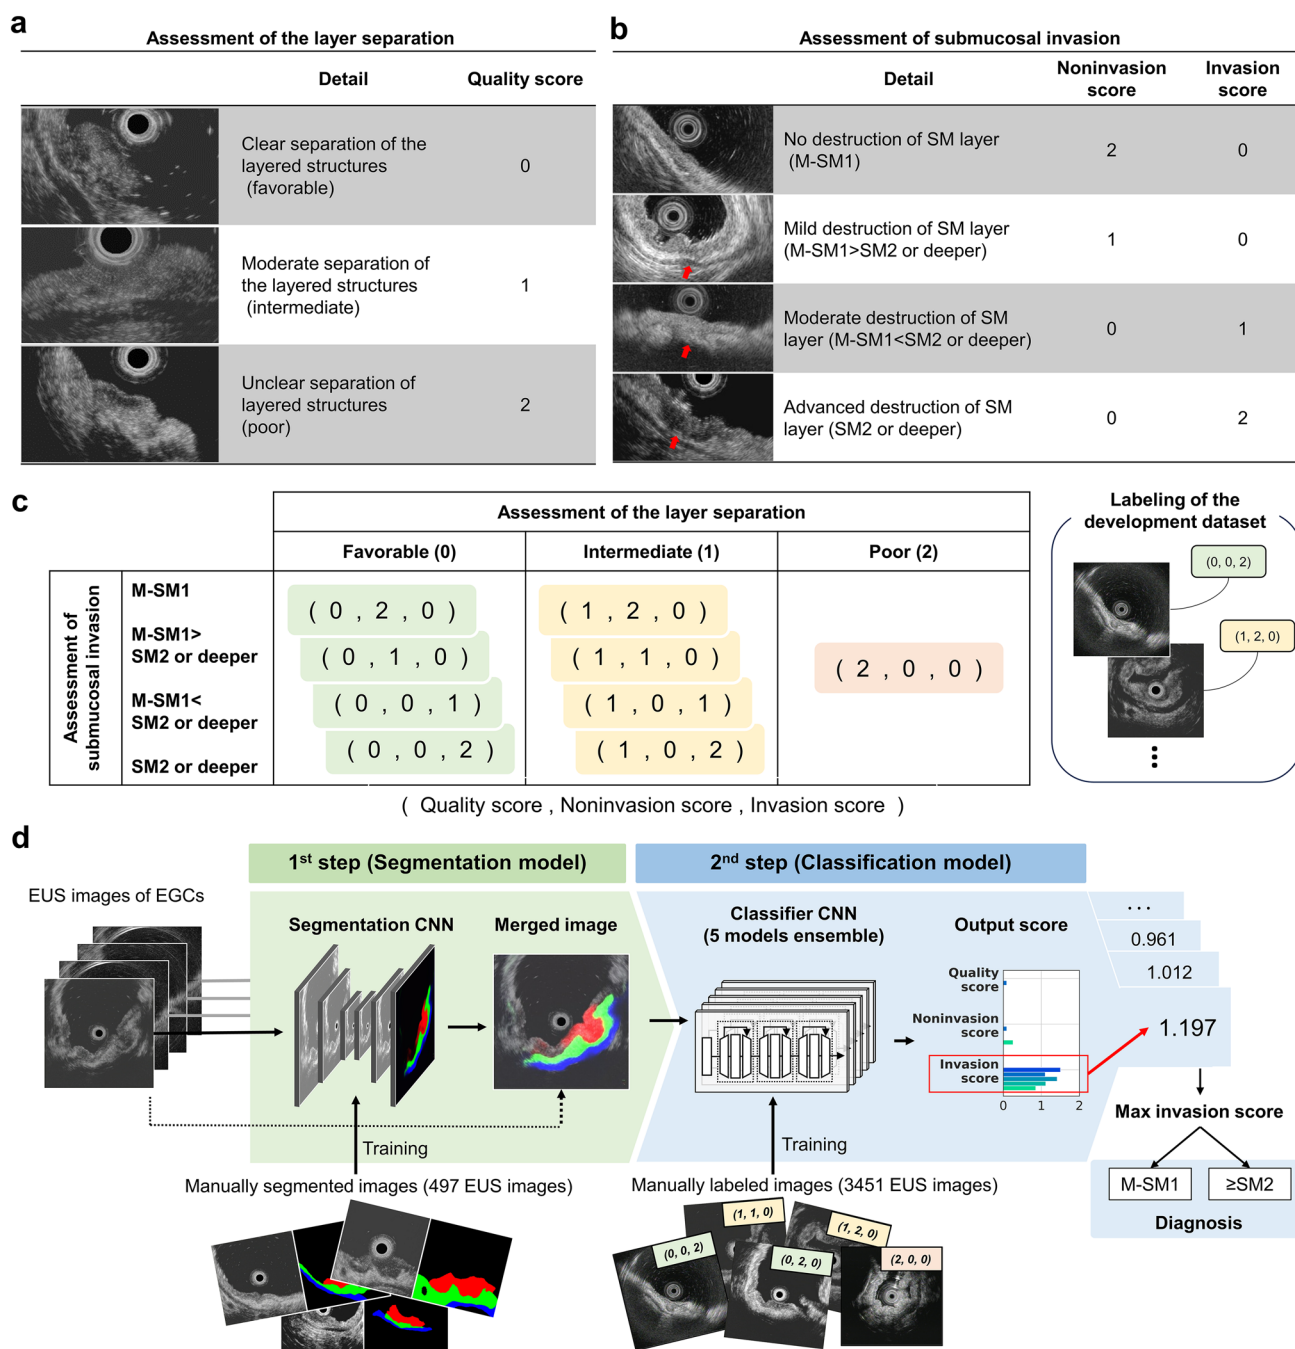 a
Assessment of the layer separation
Detail Quality score
Clear separation of the
layered structures
(favorable)
0
Moderate separation of
the layered structures
(intermediate)
1
Unclear separation of
layered structures
(poor)
2
b
Assessment of submucosal invasion
Detail Noninvasion score Invasion score
No destruction of SM layer
(M-SM1)
2 0
Mild destruction of SM layer
(M-SM1>SM2 or deeper)
1 0
Moderate destruction of SM
layer (M-SM1<SM2 or deeper)
0 1
Advanced destruction of SM
layer (SM2 or deeper)
0 2
c
Assessment of the layer separation
Favorable (0) Intermediate (1) Poor (2)
Assessment of
submucosal invasion
M-SM1
M-SM1>
SM2 or deeper
M-SM1<
SM2 or deeper
SM2 or deeper
( 0 , 2 , 0 )
( 0 , 1 , 0 )
( 0 , 0 , 1 )
( 0 , 0 , 2 )
( 1 , 2 , 0 )
( 1 , 1 , 0 )
( 1 , 0 , 1 )
( 1 , 0 , 2 )
( 2 , 0 , 0 )
( Quality score , Noninvasion score , Invasion score )
Labeling of the
development dataset
(0, 0, 2)
(1, 2, 0)
d
1st step (Segmentation model)
2nd step (Classification model)
EUS images of EGCs
Segmentation CNN
Merged image
Classifier CNN
(5 models ensemble)
Output score
Quality
score
Noninvasion
score
Invasion
score
0 1 2
...
0.961
1.012
1.197
Max invasion score
M-SM1 ≥SM2
Diagnosis
Training
Manually segmented images (497 EUS images)
Training
Manually labeled images (3451 EUS images)
(0, 0, 2)
(1, 1, 0)
(0, 2, 0)
(1, 2, 0)
(2, 0, 0)